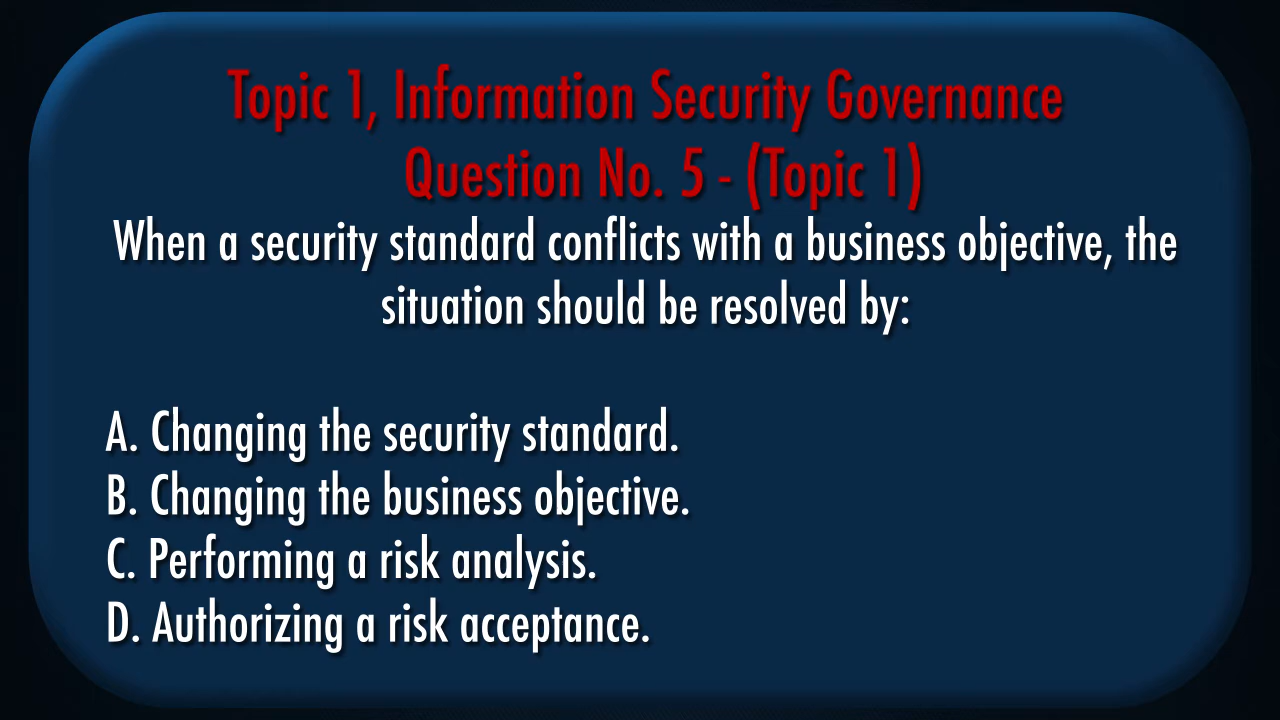 Topic 1, Information Security Governance
Question No. 5 - (Topic 1)
When a security standard conflicts with a business objective, the
situation should be resolved by:
A. Changing the security standard.
B. Changing the business objective.
C. Performing a risk analysis.
D. Authorizing a risk acceptance.